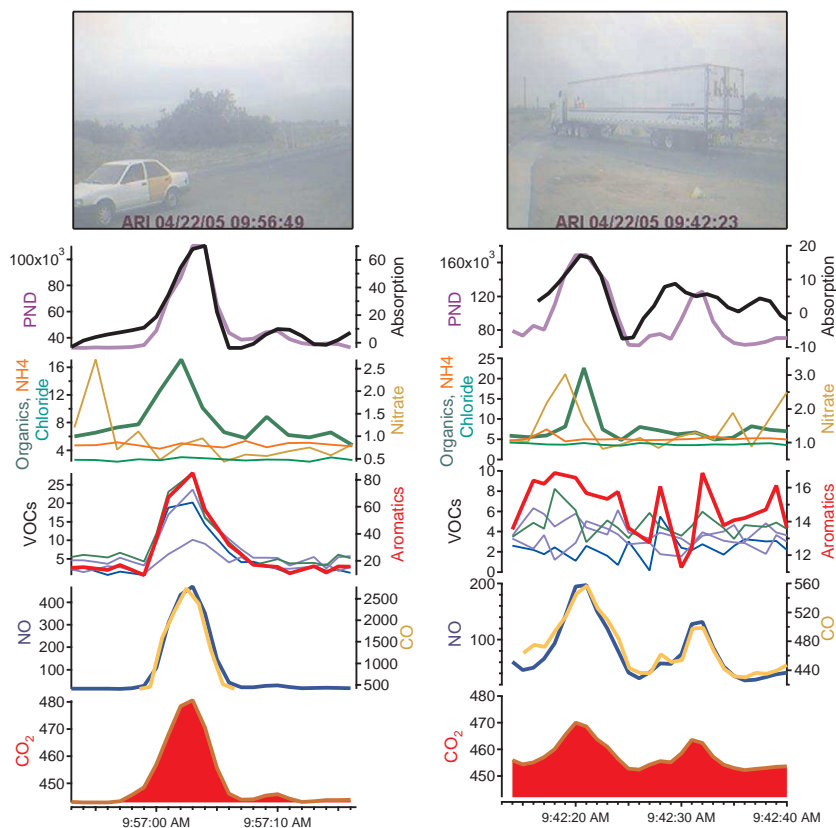 ARI 04/22/05 09:56:49
100x10³
80
60
40
PND
60
40
20
0
Absorption
16
12
8
4
Organics, NH4
Chloride
2.5
2.0
1.5
1.0
0.5
Nitrate
25
20
15
10
5
VOCs
80
60
40
20
Aromatics
400
300
200
100
NO
2500
2000
1500
1000
500
CO
480
470
460
450
CO₂
9:57:00 AM
9:57:10 AM
ARI 04/22/05 09:42:23
160x10³
120
80
PND
20
10
0
-10
Absorption
25
20
15
10
5
0
Organics, NH4
Chloride
3.0
2.0
1.0
Nitrate
10
8
6
4
2
0
VOCs
16
14
12
Aromatics
200
100
NO
560
520
480
440
CO
480
470
460
450
CO₂
9:42:20 AM
9:42:30 AM
9:42:40 AM